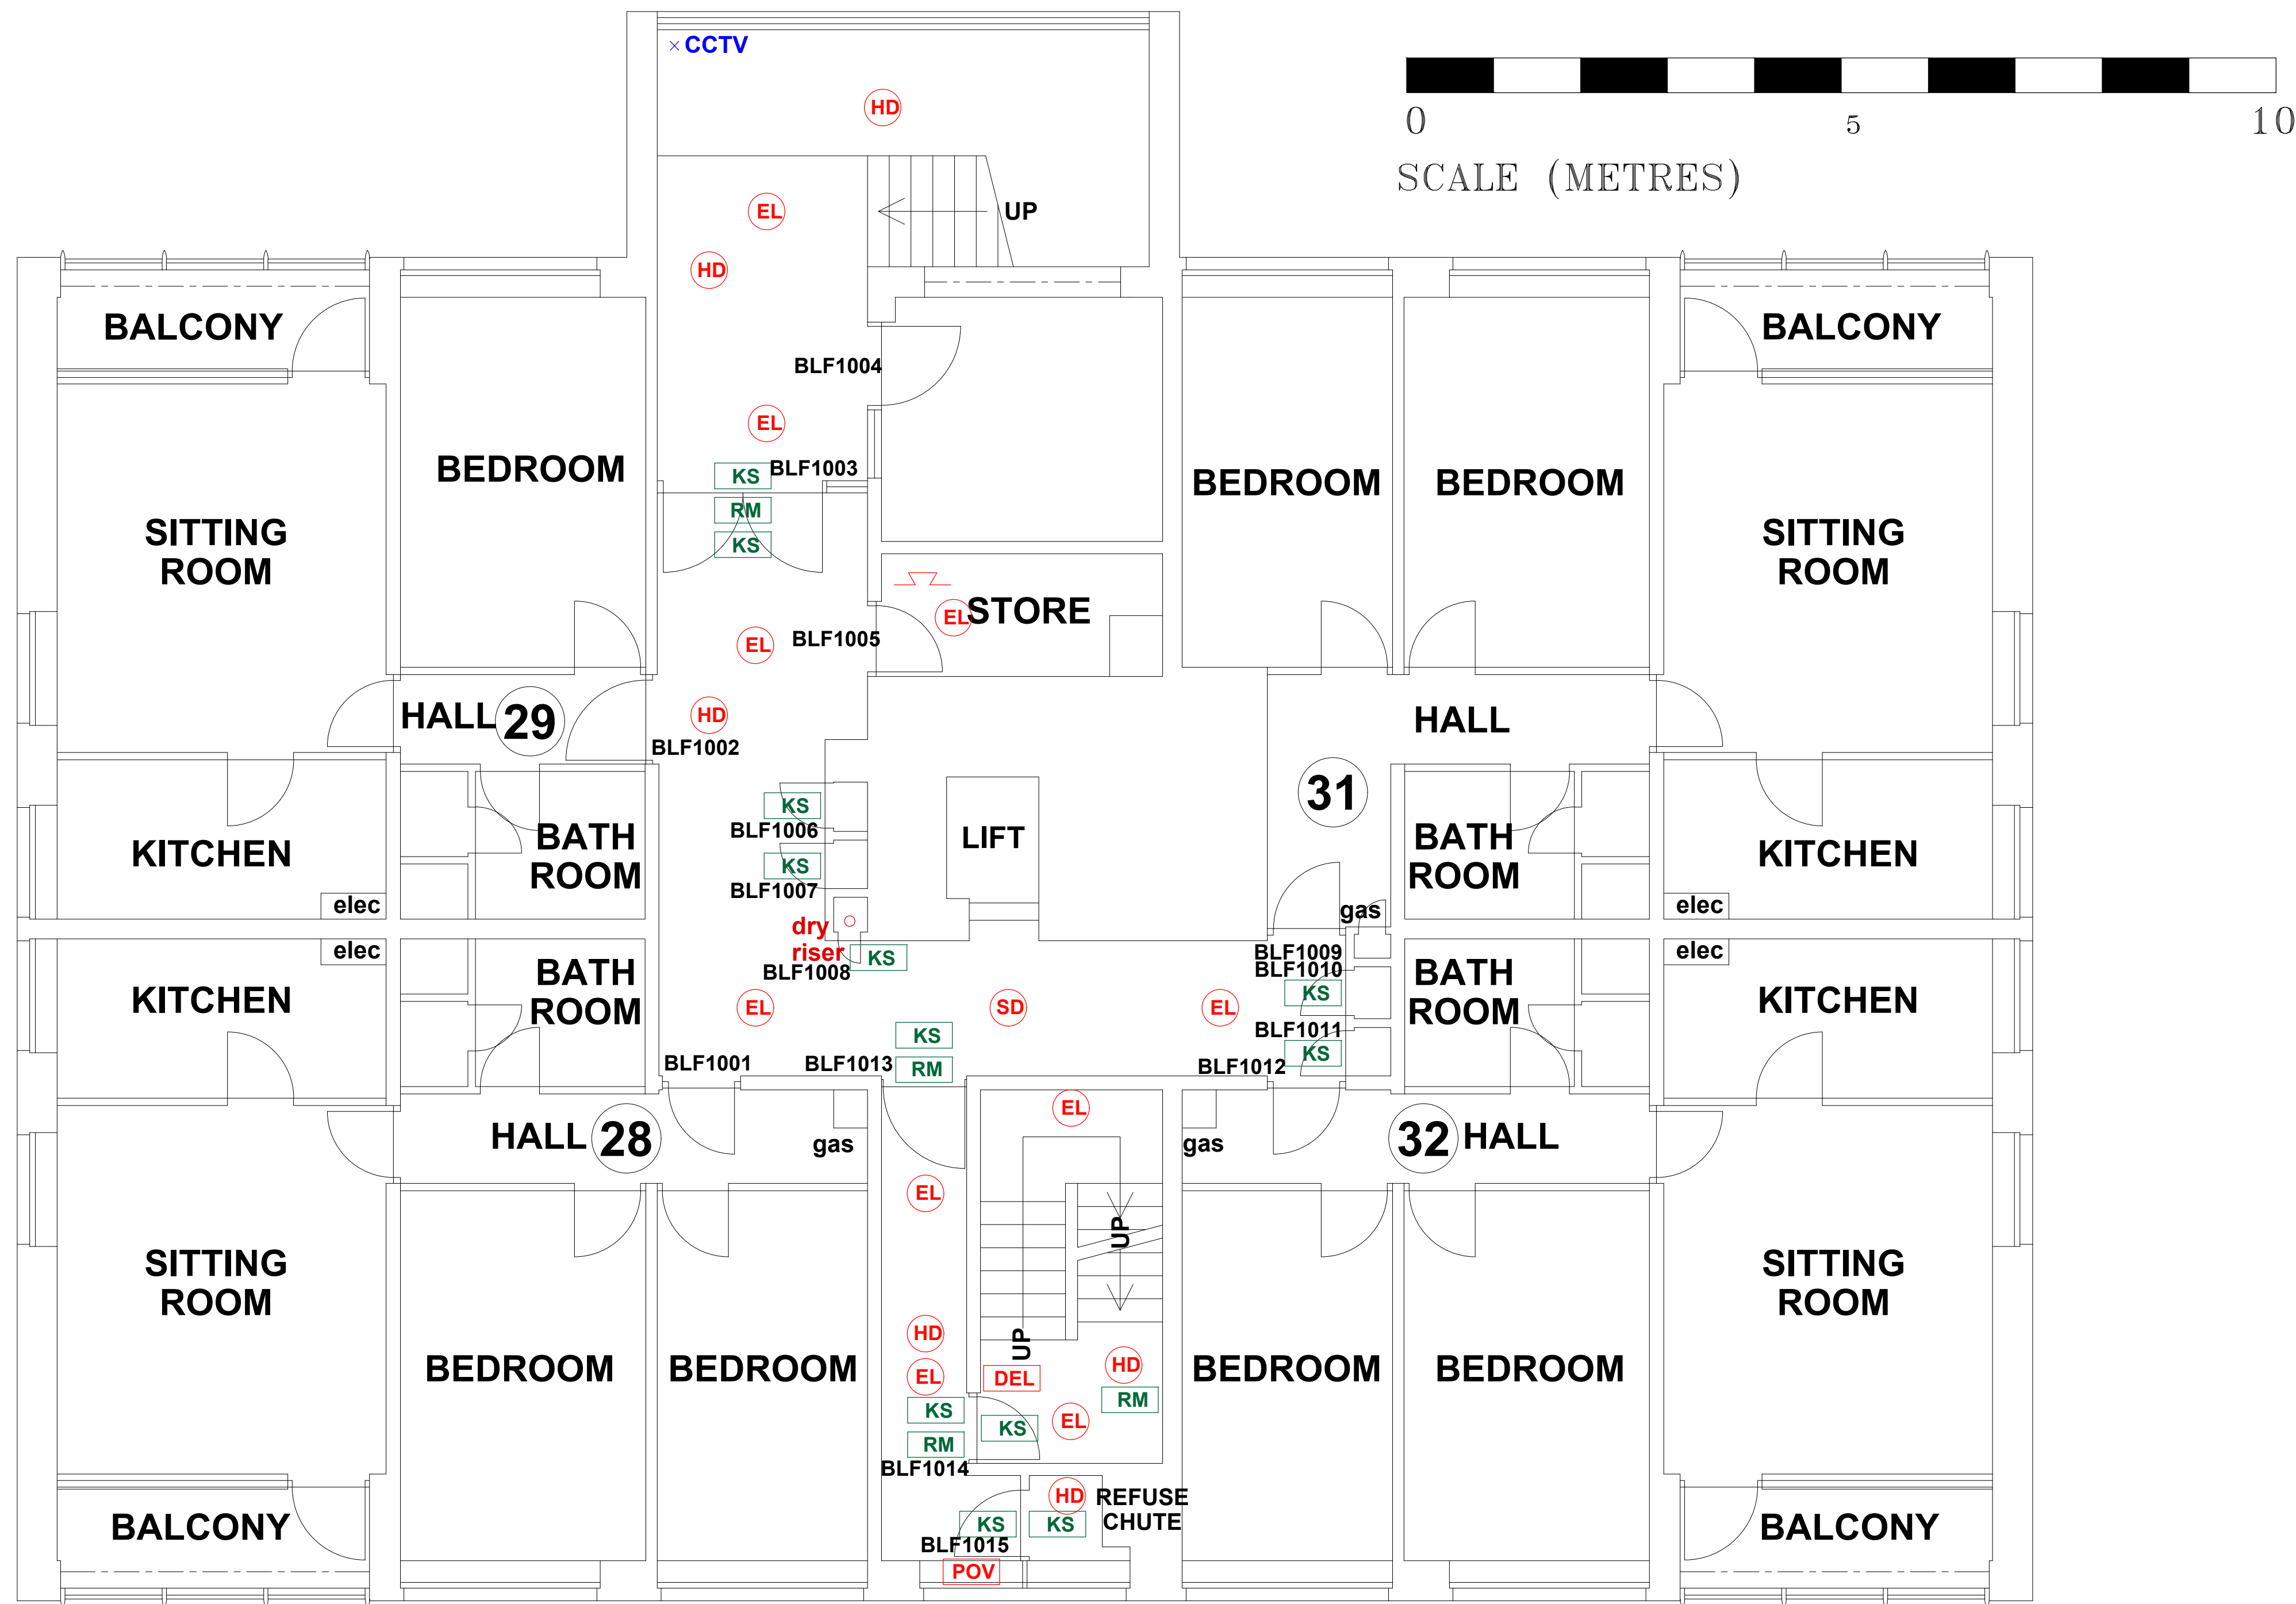 CCTV
HD
0
5
10
SCALE (METRES)
EL
UP
HD
BALCONY
BALCONY
BLF1004
EL
BEDROOM
BLF1003
KS
BEDROOM
BEDROOM
RM
KS
SITTING
ROOM
SITTING
ROOM
STORE
EL
EL
BLF1005
HALL
29
HD
HALL
BLF1002
31
KS
BLF1006
LIFT
KITCHEN
BATH
ROOM
BATH
ROOM
KITCHEN
KS
BLF1007
elec
gas
elec
dry
riser
elec
KS
BLF1009
elec
BLF1008
BLF1010
KITCHEN
BATH
ROOM
KS
BATH
ROOM
KITCHEN
EL
SD
EL
KS
BLF1011
KS
BLF1001
BLF1013
RM
BLF1012
EL
HALL
28
gas
gas
32
HALL
EL
UP
SITTING
ROOM
SITTING
ROOM
HD
UP
BEDROOM
BEDROOM
EL
DEL
HD
BEDROOM
BEDROOM
RM
KS
KS
EL
RM
BLF1014
HD
REFUSE
CHUTE
BALCONY
KS
KS
BALCONY
BLF1015
POV